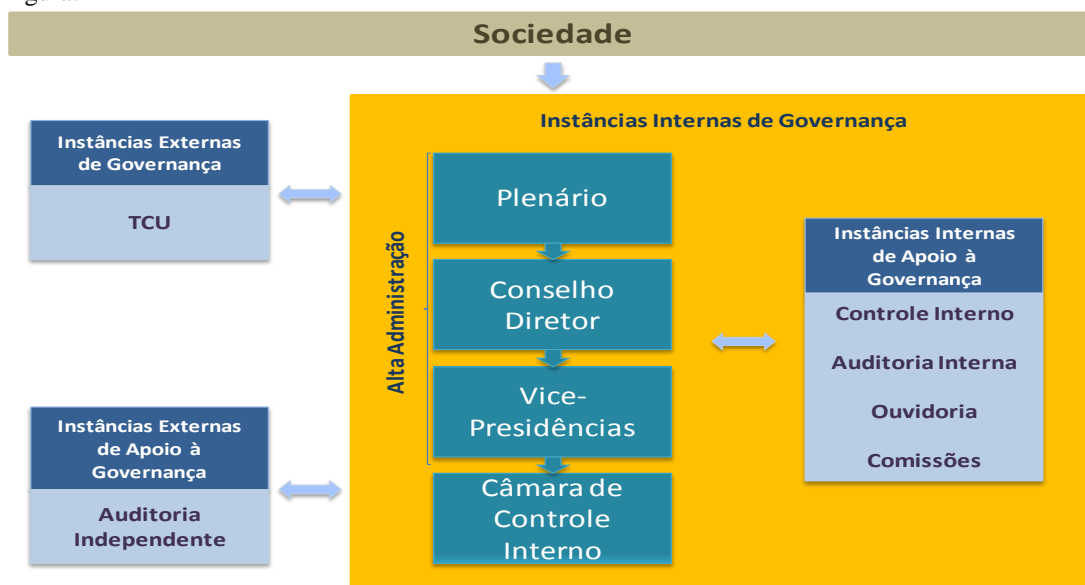 Sociedade
Instâncias Internas de Governança
Instâncias Externas
de Governança
TCU
Instâncias Externas
de Apoio à
Governança
Auditoria
Independente
Alta Administração
Plenário
Conselho
Diretor
Vice-
Presidências
Câmara de
Controle
Interno
Instâncias Internas
de Apoio à
Governança
Controle Interno
Auditoria Interna
Ouvidoria
Comissões